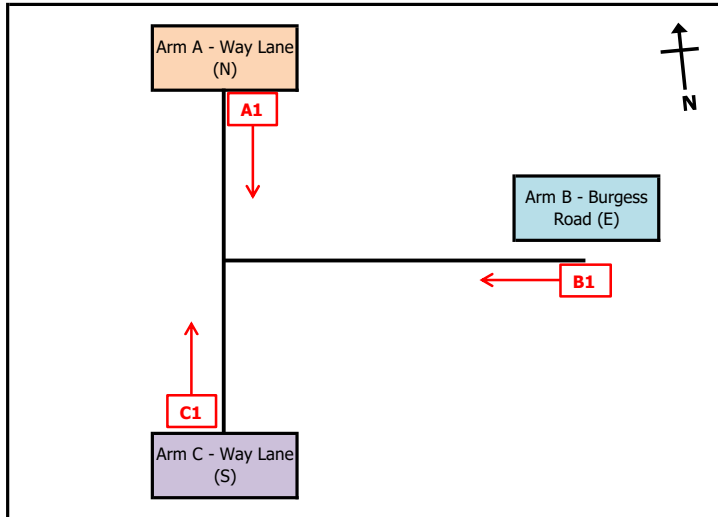 Arm A - Way Lane
(N)
A1
N
Arm B - Burgess
Road (E)
B1
C1
Arm C - Way Lane
(S)